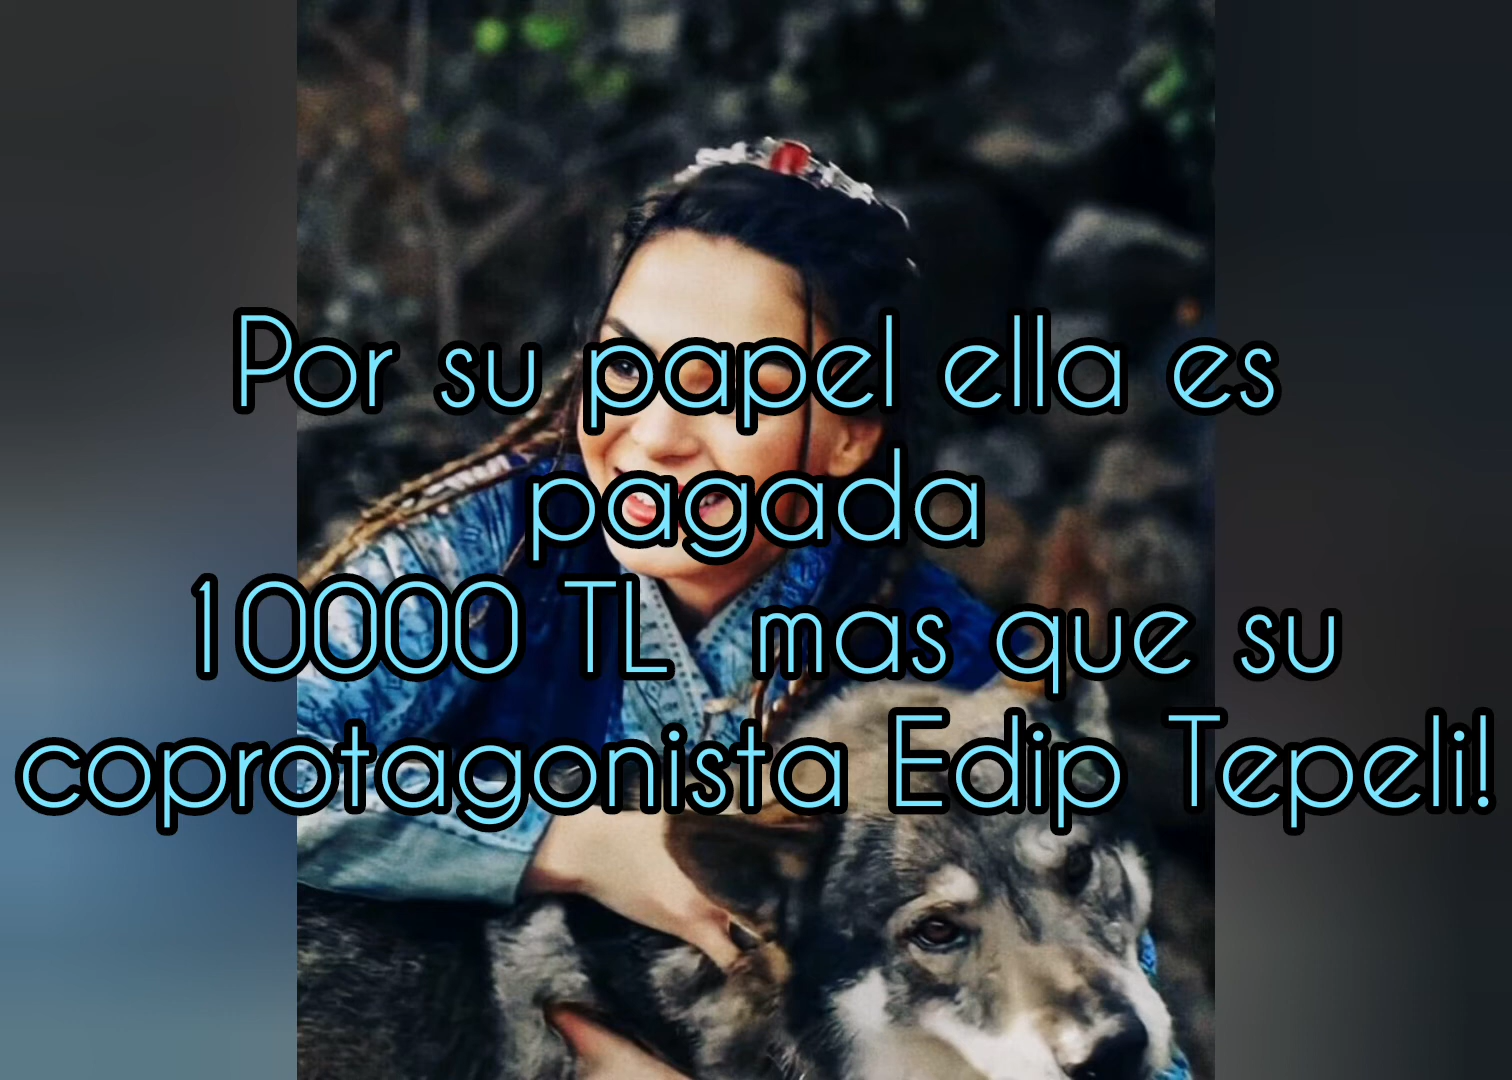 Por su papel ella es
pagada
10000 TL mas que su
coprotagonista Edip Tepeli!